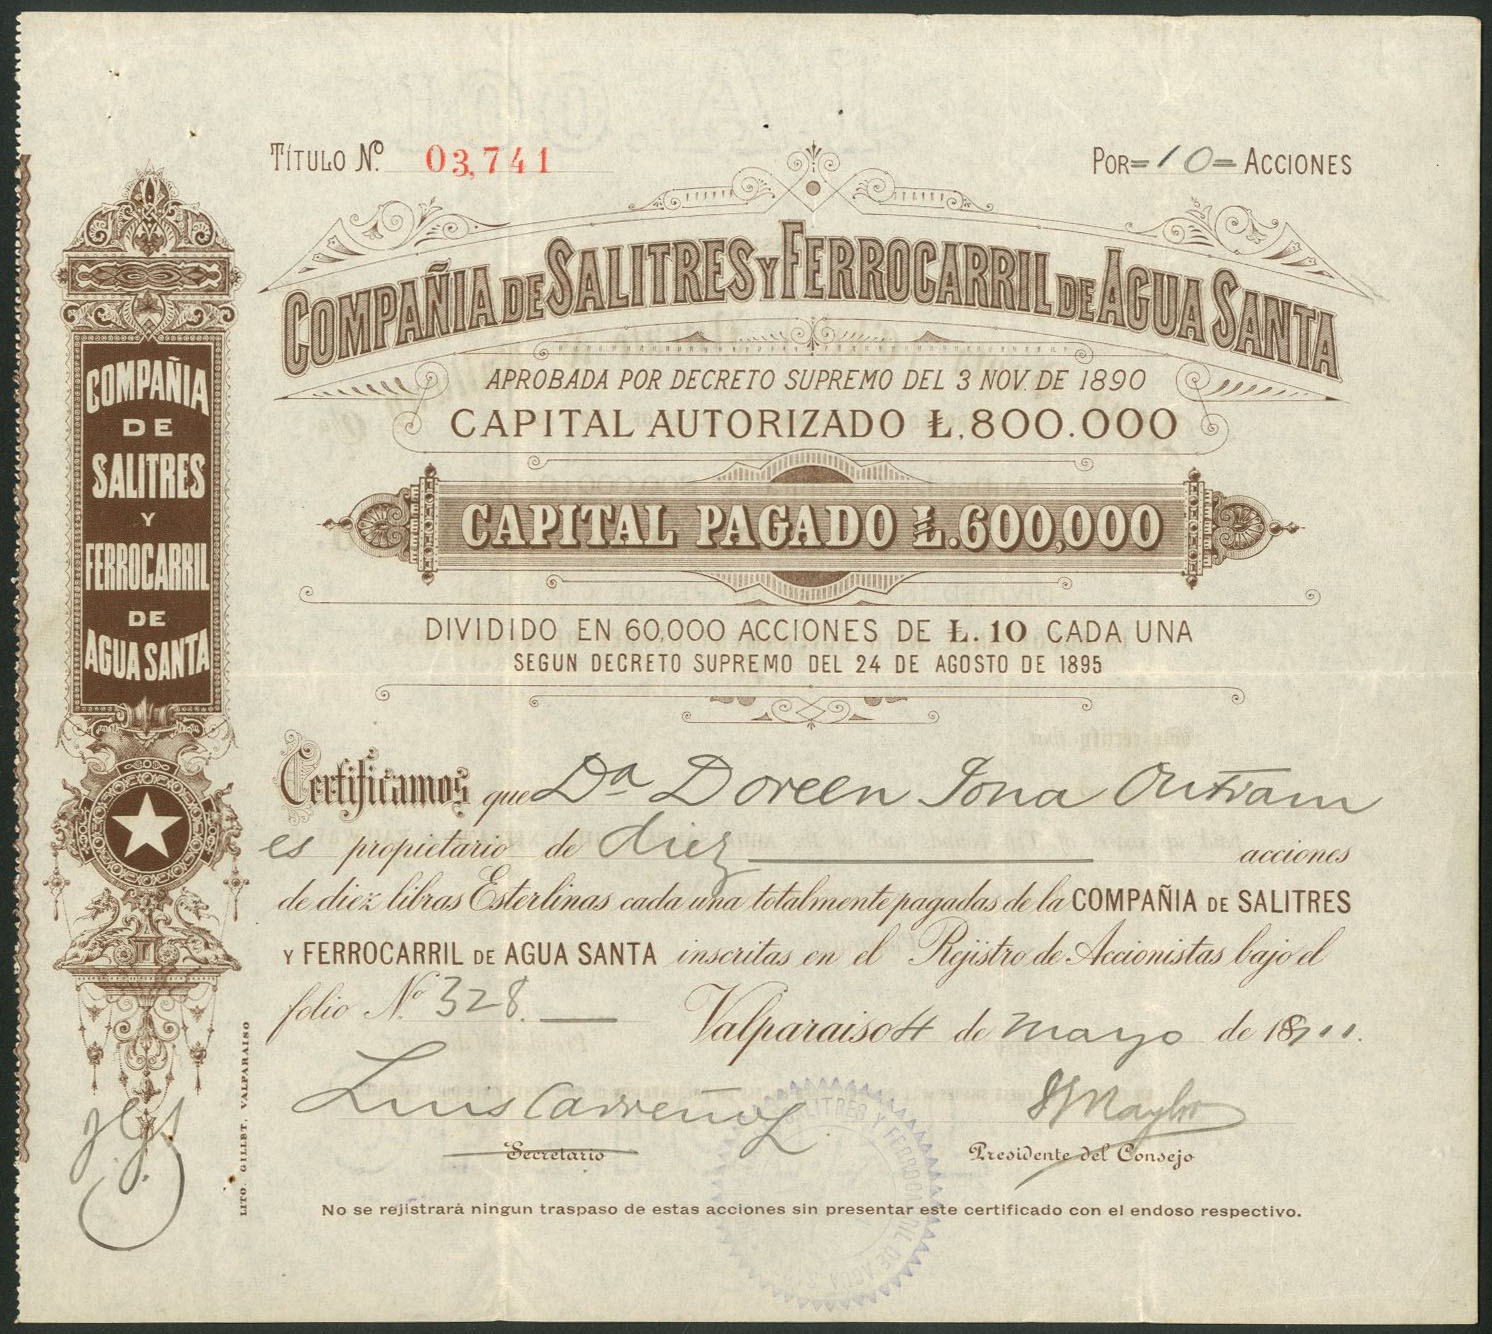 TÍTULO Nº. 03,741
POR = 10 = ACCIONES
COMPAÑIA DE SALITRES Y FERROCARRIL DE AGUA SANTA
APROBADA POR DECRETO SUPREMO DEL 3 NOV. DE 1890
CAPITAL AUTORIZADO Ł.800.000
CAPITAL PAGADO Ł.600,000
DIVIDIDO EN 60,000 ACCIONES DE Ł. 10 CADA UNA
SEGUN DECRETO SUPREMO DEL 24 DE AGOSTO DE 1895
Certificamos que Da Doreen Iona Outram
es propietario de diez acciones
de diez libras Esterlinas cada una totalmente pagadas de la COMPAÑIA DE SALITRES
Y FERROCARRIL DE AGUA SANTA inscritas en el Rejistro de Accionistas bajo el
folio Nº 328.
Valparaiso 4 de mayo de 1911.
Luis Carreño L
Secretario
Presidente del Consejo
No se rejistrará ningun traspaso de estas acciones sin presentar este certificado con el endoso respectivo.
COMPAÑIA
DE
SALITRES
Y
FERROCARRIL
DE
AGUA SANTA
LITO. GILLET. VALPARAISO